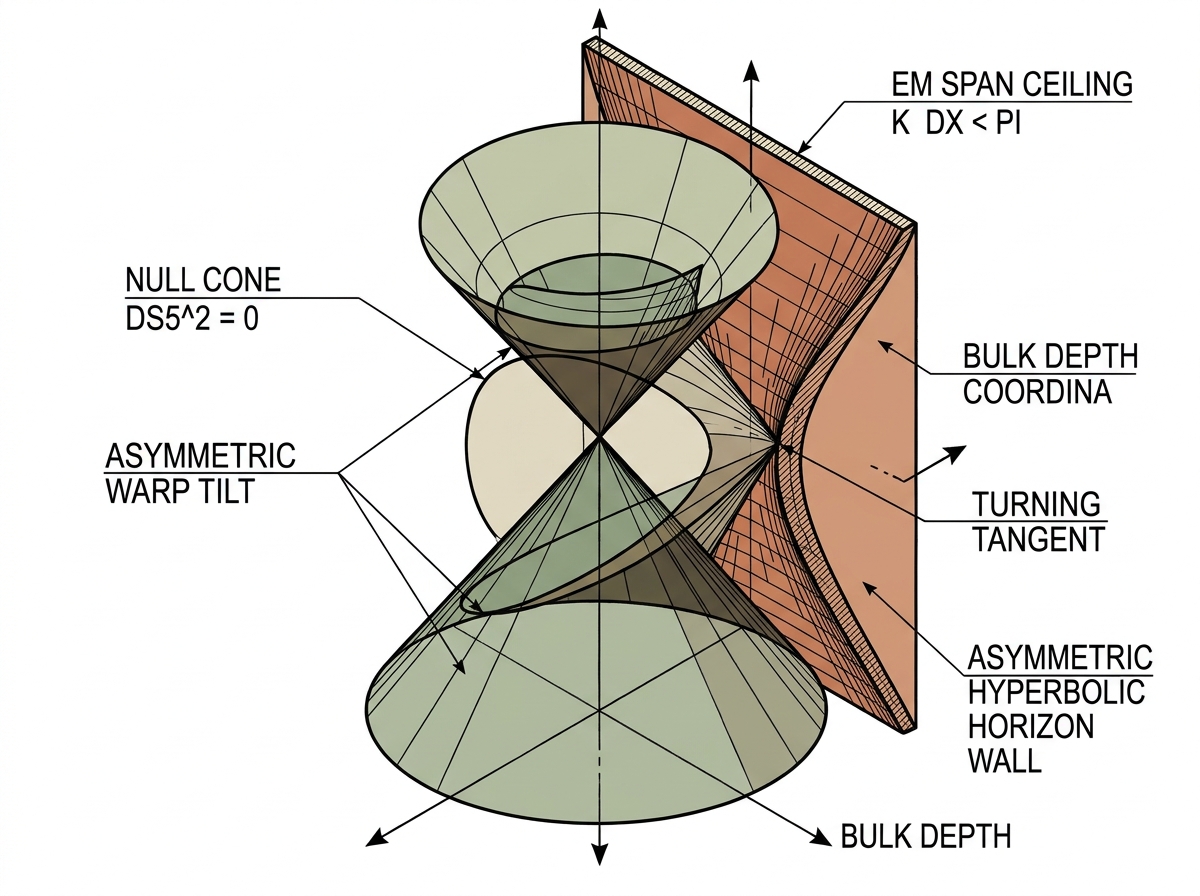 EM SPAN CEILING
K DX < PI
NULL CONE
DS5^2 = 0
BULK DEPTH
COORDINA
ASYMMETRIC
WARP TILT
TURNING
TANGENT
ASYMMETRIC
HYPERBOLIC
HORIZON
WALL
BULK DEPTH